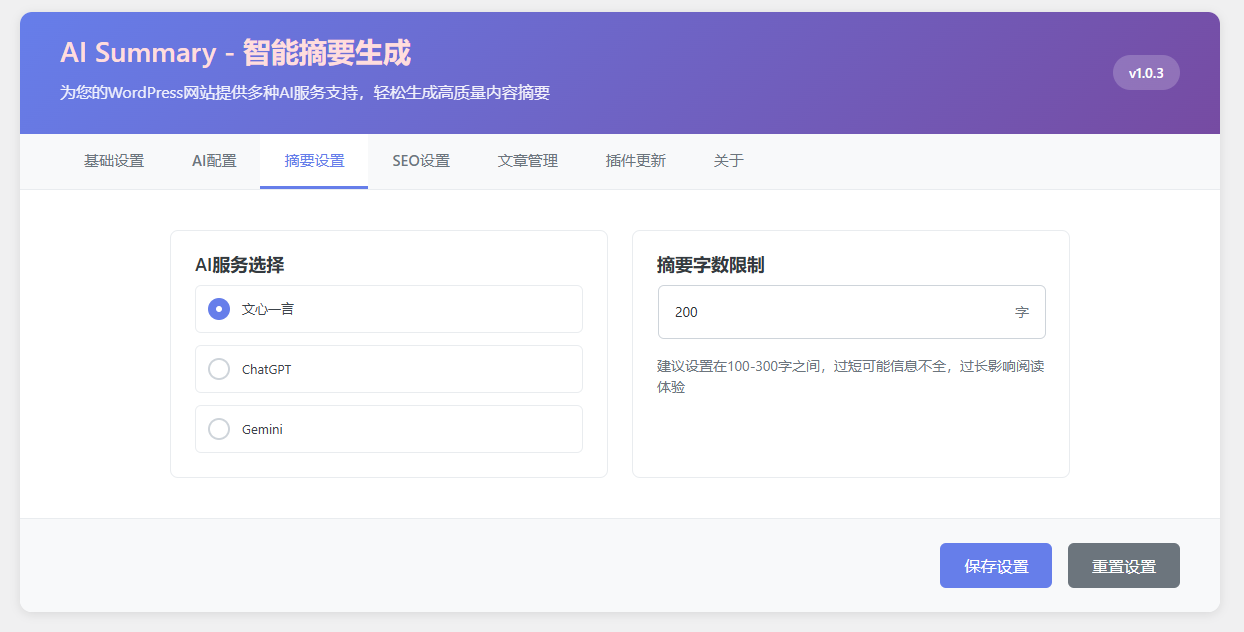 AI Summary - 智能摘要生成
为您的WordPress网站提供多种AI服务支持，轻松生成高质量内容摘要
v1.0.3
基础设置 AI配置 摘要设置 SEO设置 文章管理 插件更新 关于
AI服务选择
文心一言
ChatGPT
Gemini
摘要字数限制
200 字
建议设置在100-300字之间，过短可能信息不全，过长影响阅读
体验
保存设置 重置设置